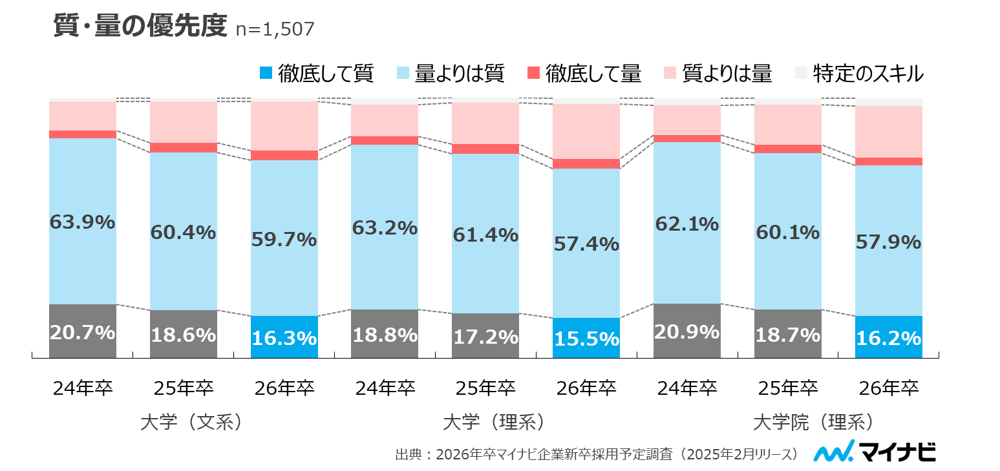 質・量の優先度 n=1,507
徹底して質 量よりは質 徹底して量 質よりは量 特定のスキル
63.9% 60.4% 59.7% 63.2% 61.4% 57.4% 62.1% 60.1% 57.9%
20.7% 18.6% 16.3% 18.8% 17.2% 15.5% 20.9% 18.7% 16.2%
24年卒 25年卒 26年卒 24年卒 25年卒 26年卒 24年卒 25年卒 26年卒
大学（文系） 大学（理系） 大学院（理系）
出典：2026年卒マイナビ企業新卒採用予定調査（2025年2月リリース） マイナビ